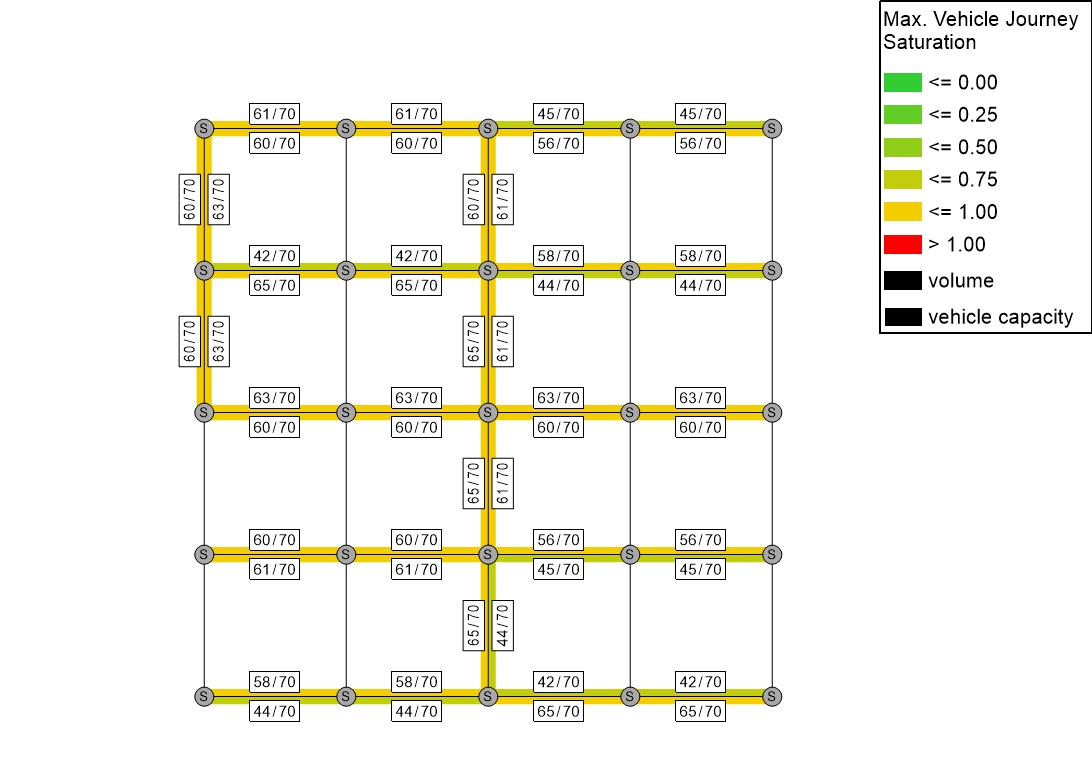 Max. Vehicle Journey
Saturation
<= 0.00
<= 0.25
<= 0.50
<= 0.75
<= 1.00
> 1.00
volume
vehicle capacity
61/70 61/70 45/70 45/70
S S S S S
60/70 60/70 56/70 56/70
60/70 63/70 60/70 61/70
42/70 42/70 58/70 58/70
S S S S S
65/70 65/70 44/70 44/70
60/70 63/70 65/70 61/70
63/70 63/70 63/70 63/70
S S S S S
60/70 60/70 60/70 60/70
65/70 61/70
60/70 60/70 56/70 56/70
S S S S S
61/70 61/70 45/70 45/70
65/70 44/70
58/70 58/70 42/70 42/70
S S S S S
44/70 44/70 65/70 65/70